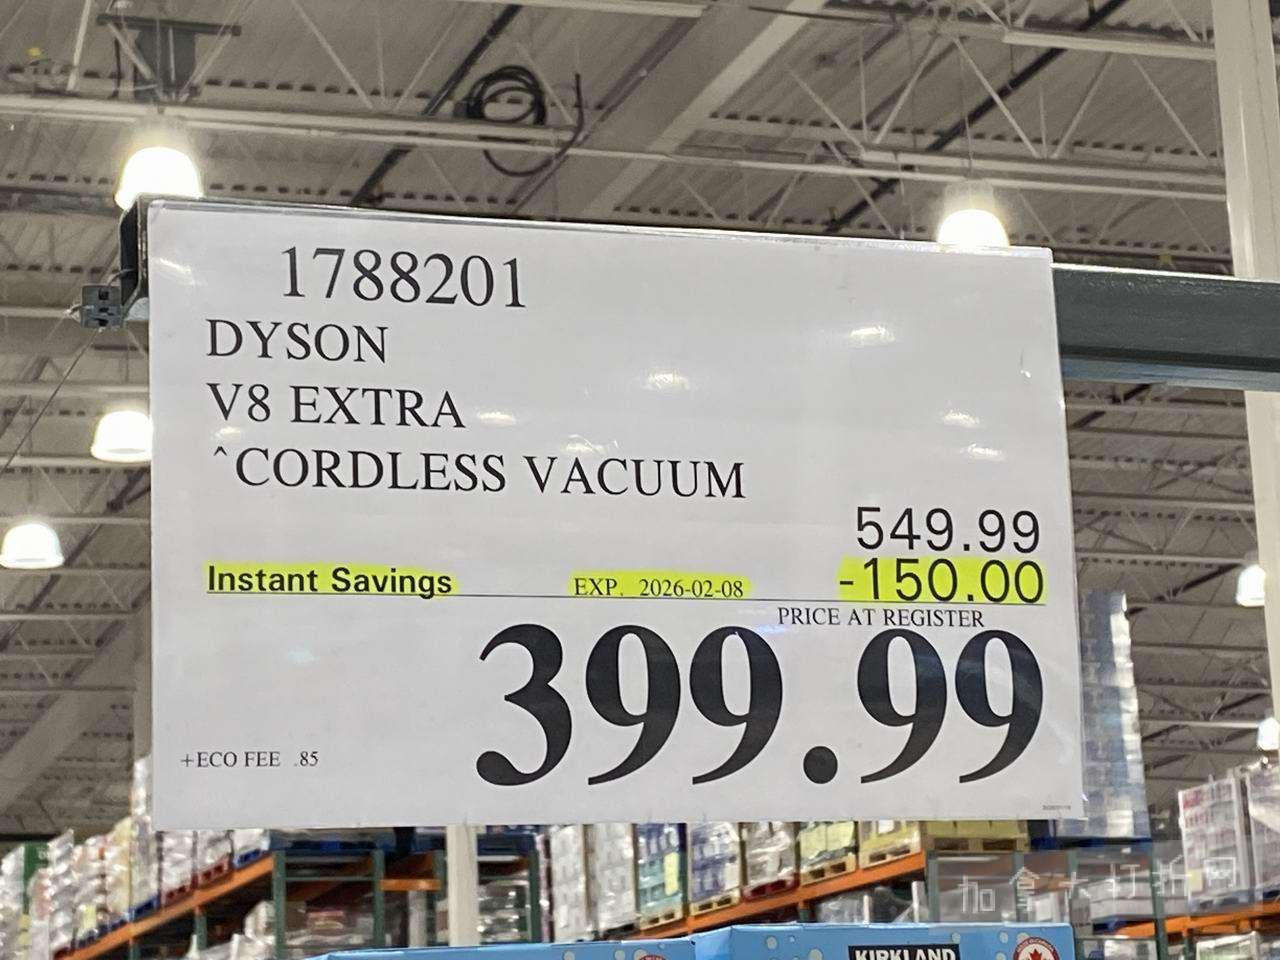 1788201
DYSON
V8 EXTRA
^CORDLESS VACUUM
549.99
Instant Savings EXP. 2026-02-08 -150.00
PRICE AT REGISTER
399.99
+ECO FEE .85
加拿大打折网
KIRKLAND